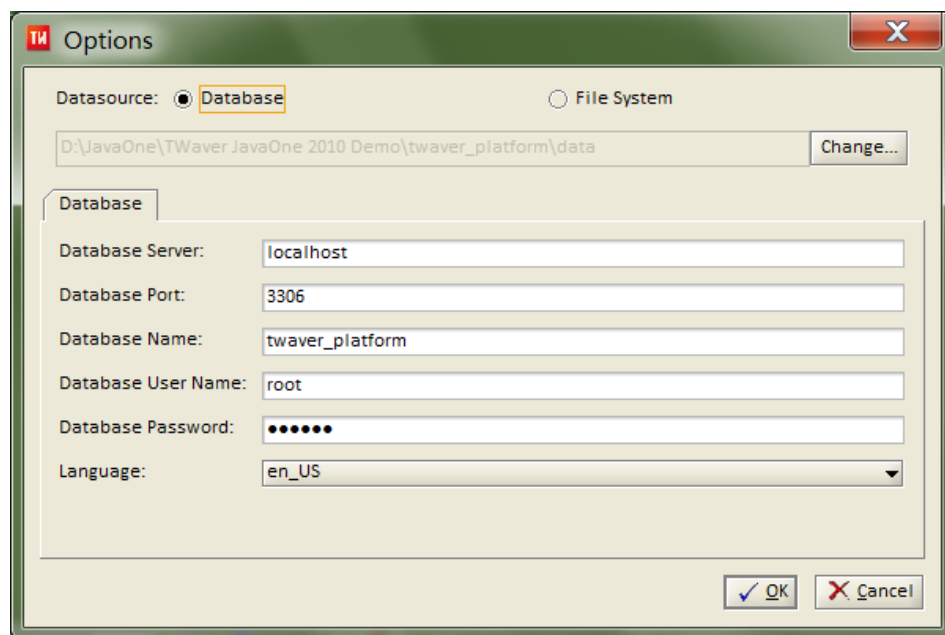 TW Options
Datasource: Database File System
D:\JavaOne\TWaver JavaOne 2010 Demo\twaver_platform\data Change...
Database
Database Server: localhost
Database Port: 3306
Database Name: twaver_platform
Database User Name: root
Database Password: ●●●●●●
Language: en_US
OK Cancel